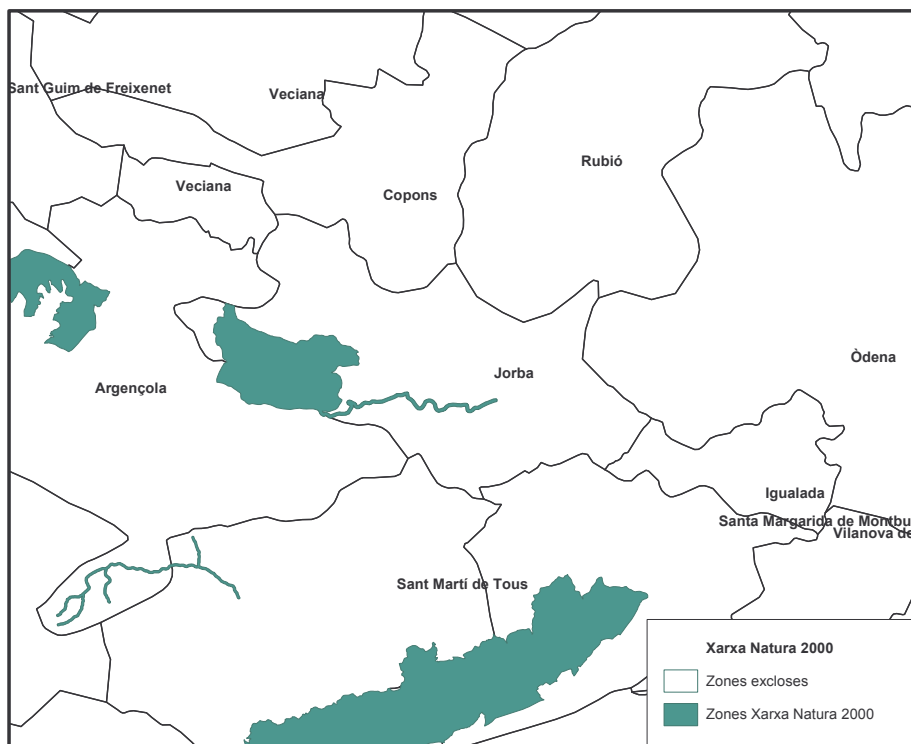 Sant Guim de Freixenet
Veciana
Rubió
Veciana
Copons
Òdena
Jorba
Argençola
Igualada
Santa Margarida de Montbu
Vilanova de
Sant Martí de Tous
Xarxa Natura 2000
Zones excloses
Zones Xarxa Natura 2000